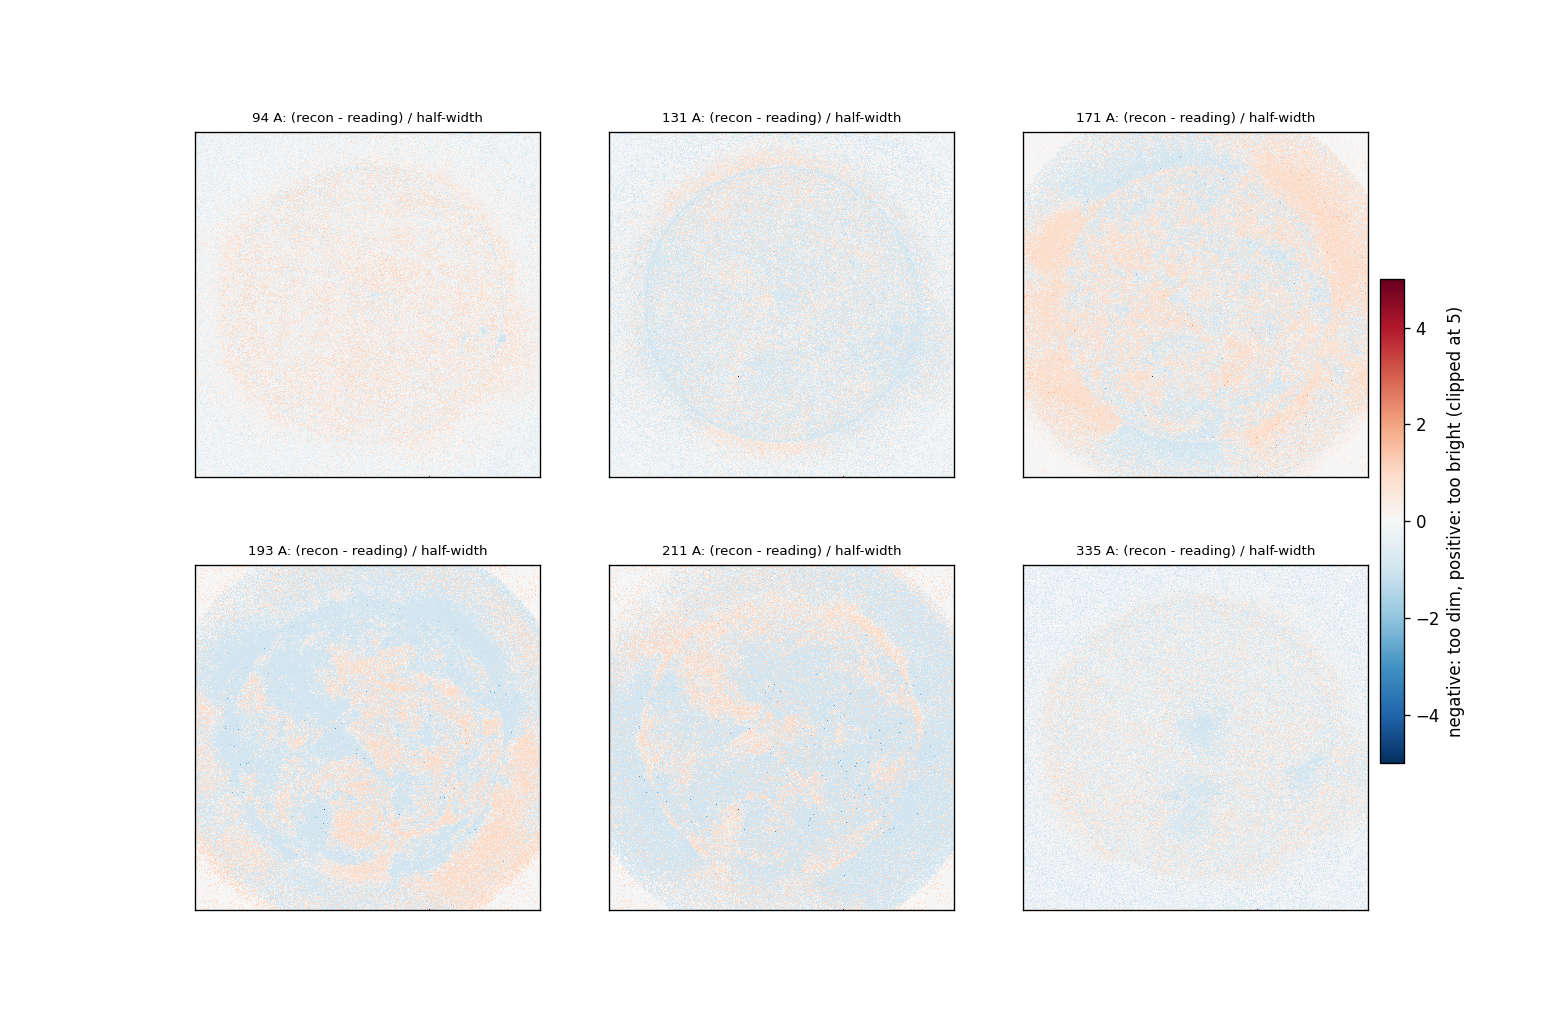 94 A: (recon - reading) / half-width
131 A: (recon - reading) / half-width
171 A: (recon - reading) / half-width
193 A: (recon - reading) / half-width
211 A: (recon - reading) / half-width
335 A: (recon - reading) / half-width
4
2
0
−2
−4
negative: too dim, positive: too bright (clipped at 5)